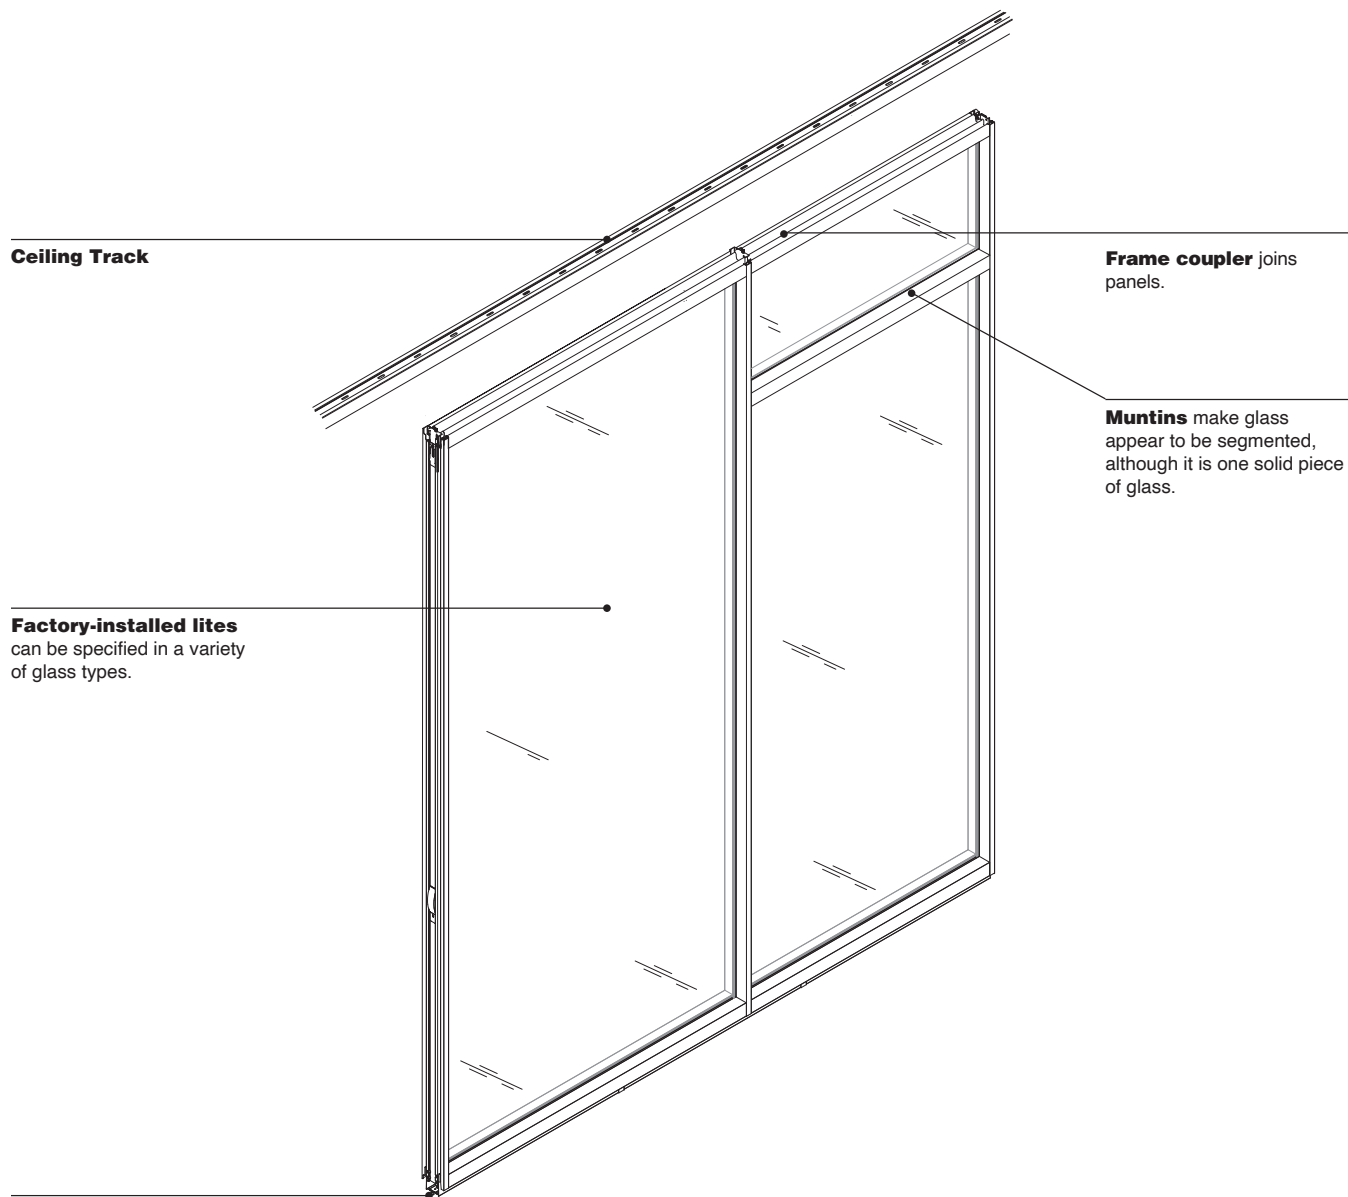 Ceiling Track
Frame coupler joins
panels.
Muntins make glass
appear to be segmented,
although it is one solid piece
of glass.
Factory-installed lites
can be specified in a variety
of glass types.